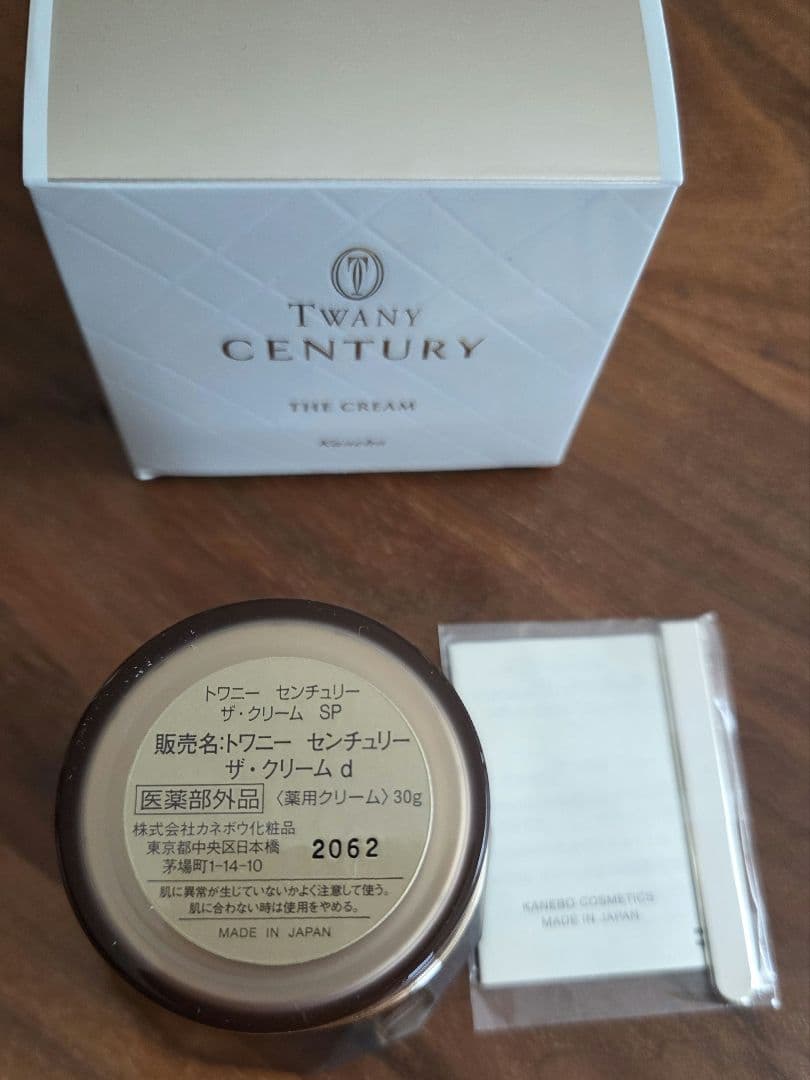 TWANY
CENTURY
THE CREAM
Kanebo
トワニー センチュリー
ザ・クリーム SP
販売名:トワニー センチュリー
ザ・クリーム d
医薬部外品 〈薬用クリーム〉30g
株式会社カネボウ化粧品
東京都中央区日本橋
茅場町1-14-10
2062
肌に異常が生じていないかよく注意して使う。
肌に合わない時は使用をやめる。
MADE IN JAPAN
KANEBO COSMETICS
MADE IN JAPAN